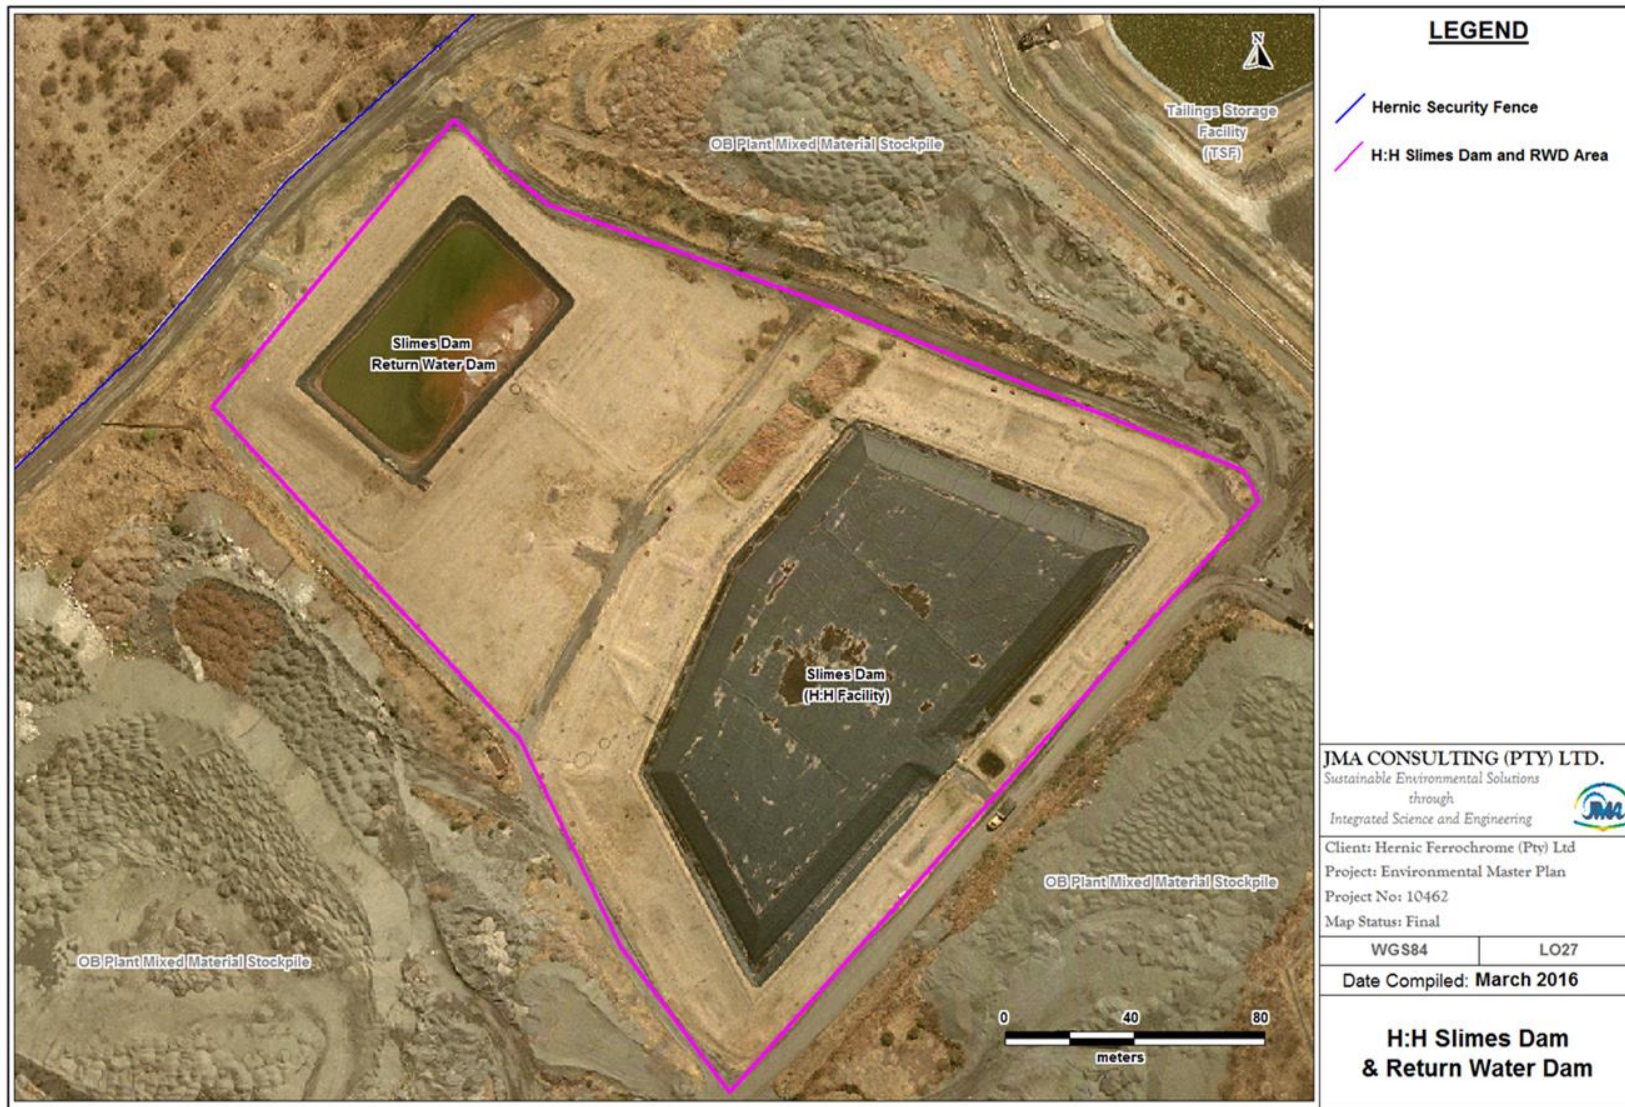 LEGEND
Hernic Security Fence
H:H Slimes Dam and RWD Area
N
Tailings Storage
Facility
(TSF)
OB Plant Mixed Material Stockpile
Slimes Dam
Return Water Dam
Slimes Dam
(H:H Facility)
OB Plant Mixed Material Stockpile
OB Plant Mixed Material Stockpile
0 40 80
meters
JMA CONSULTING (PTY) LTD.
Sustainable Environmental Solutions
through
Integrated Science and Engineering
JMA
Client: Hernic Ferrochrome (Pty) Ltd
Project: Environmental Master Plan
Project No: 10462
Map Status: Final
WGS84 LO27
Date Compiled: March 2016
H:H Slimes Dam
& Return Water Dam